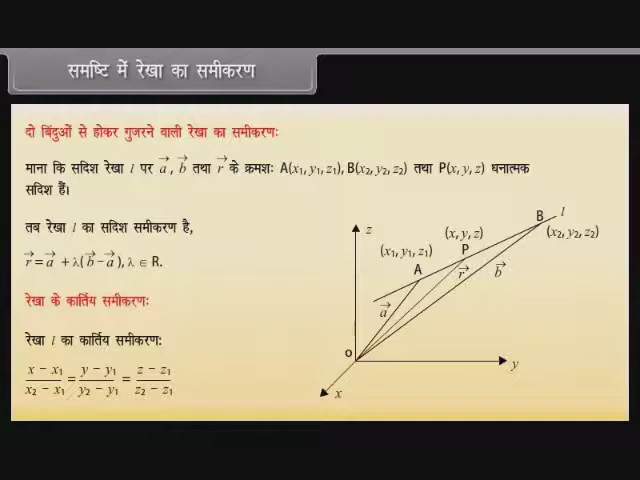 समष्टि में रेखा का समीकरण
दो बिंदुओं से होकर गुजरने वाली रेखा का समीकरण:
माना कि सदिश रेखा l पर a⃗, b⃗ तथा r⃗ के क्रमशः A(x₁, y₁, z₁), B(x₂, y₂, z₂) तथा P(x, y, z) धनात्मक
सदिश हैं।
तब रेखा l का सदिश समीकरण है,
r⃗ = a⃗ + λ(b⃗ – a⃗), λ ∈ R.
रेखा के कार्तिय समीकरण:
रेखा l का कार्तिय समीकरण:
(x – x₁)/(x₂ – x₁) = (y – y₁)/(y₂ – y₁) = (z – z₁)/(z₂ – z₁)
z
(x₁, y₁, z₁)
A
(x, y, z)
P
B
l
(x₂, y₂, z₂)
a⃗
r⃗
b⃗
O
y
x